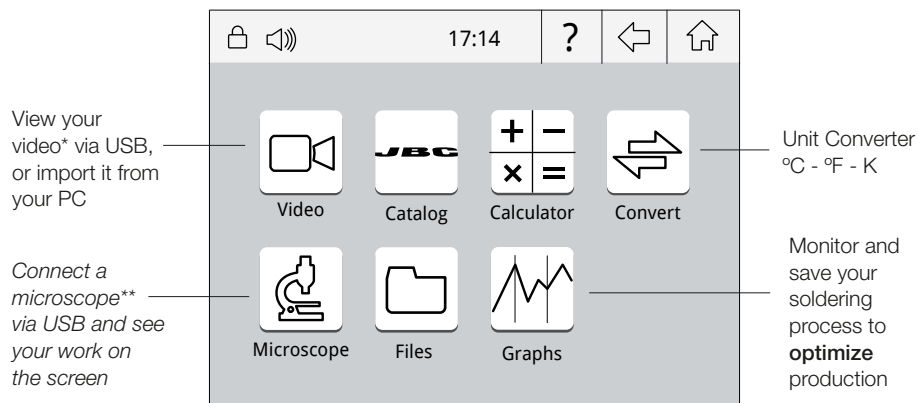 17:14
?
View your
video* via USB,
or import it from
your PC
JBC
+ −
× =
Unit Converter
ºC - ºF - K
Video
Catalog
Calculator
Convert
Connect a
microscope**
via USB and see
your work on
the screen
Monitor and
save your
soldering
process to
optimize
production
Microscope
Files
Graphs